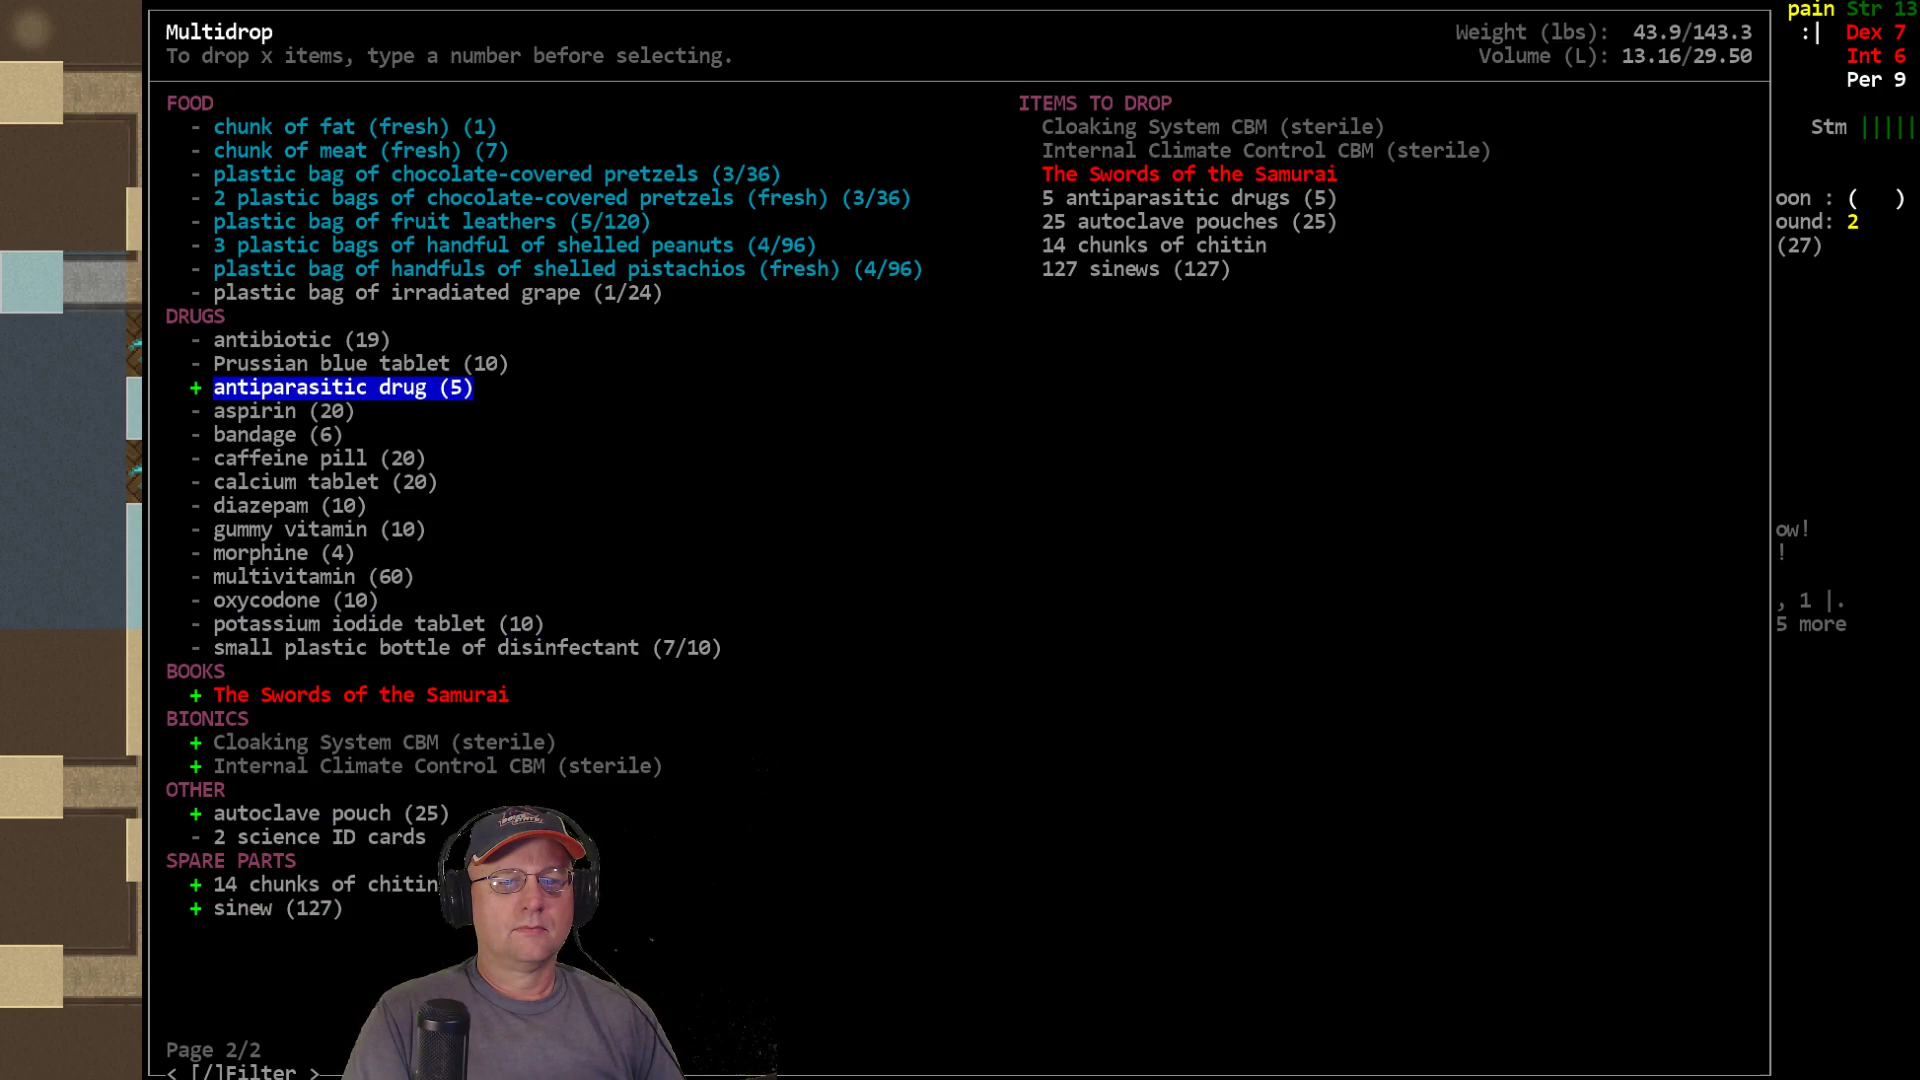 Multidrop
To drop x items, type a number before selecting.
Weight (lbs): 43.9/143.3
Volume (L): 13.16/29.50
FOOD
- chunk of fat (fresh) (1)
- chunk of meat (fresh) (7)
- plastic bag of chocolate-covered pretzels (3/36)
- 2 plastic bags of chocolate-covered pretzels (fresh) (3/36)
- plastic bag of fruit leathers (5/120)
- 3 plastic bags of handful of shelled peanuts (4/96)
- plastic bag of handfuls of shelled pistachios (fresh) (4/96)
- plastic bag of irradiated grape (1/24)
DRUGS
- antibiotic (19)
- Prussian blue tablet (10)
+ antiparasitic drug (5)
- aspirin (20)
- bandage (6)
- caffeine pill (20)
- calcium tablet (20)
- diazepam (10)
- gummy vitamin (10)
- morphine (4)
- multivitamin (60)
- oxycodone (10)
- potassium iodide tablet (10)
- small plastic bottle of disinfectant (7/10)
BOOKS
+ The Swords of the Samurai
BIONICS
+ Cloaking System CBM (sterile)
+ Internal Climate Control CBM (sterile)
OTHER
+ autoclave pouch (25)
- 2 science ID cards
SPARE PARTS
+ 14 chunks of chitin
+ sinew (127)
Page 2/2
< [/]Filter >
ITEMS TO DROP
Cloaking System CBM (sterile)
Internal Climate Control CBM (sterile)
The Swords of the Samurai
5 antiparasitic drugs (5)
25 autoclave pouches (25)
14 chunks of chitin
127 sinews (127)
pain Str 13
:| Dex 7
Int 6
Per 9
Stm |||||
oon : ( )
ound: 2
(27)
ow!
!
, 1 |.
5 more